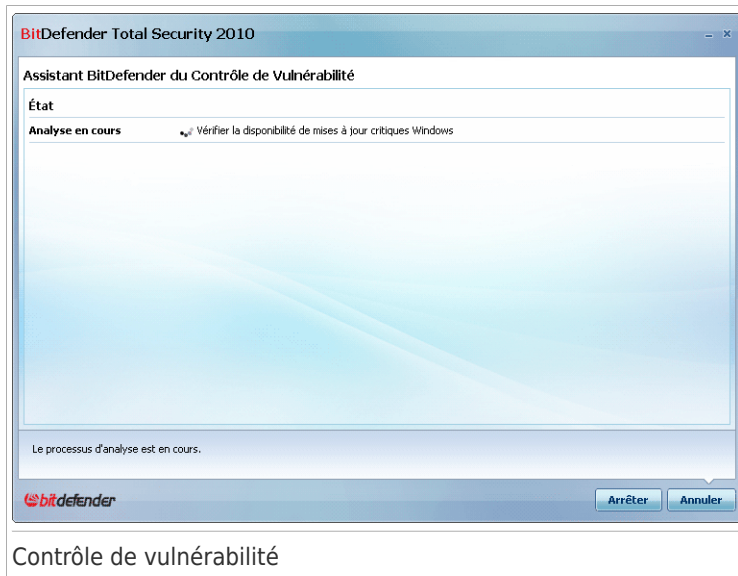 BitDefender Total Security 2010
Assistant BitDefender du Contrôle de Vulnérabilité
État
Analyse en cours Vérifier la disponibilité de mises à jour critiques Windows
Le processus d'analyse est en cours.
bitdefender
Arrêter Annuler
Contrôle de vulnérabilité